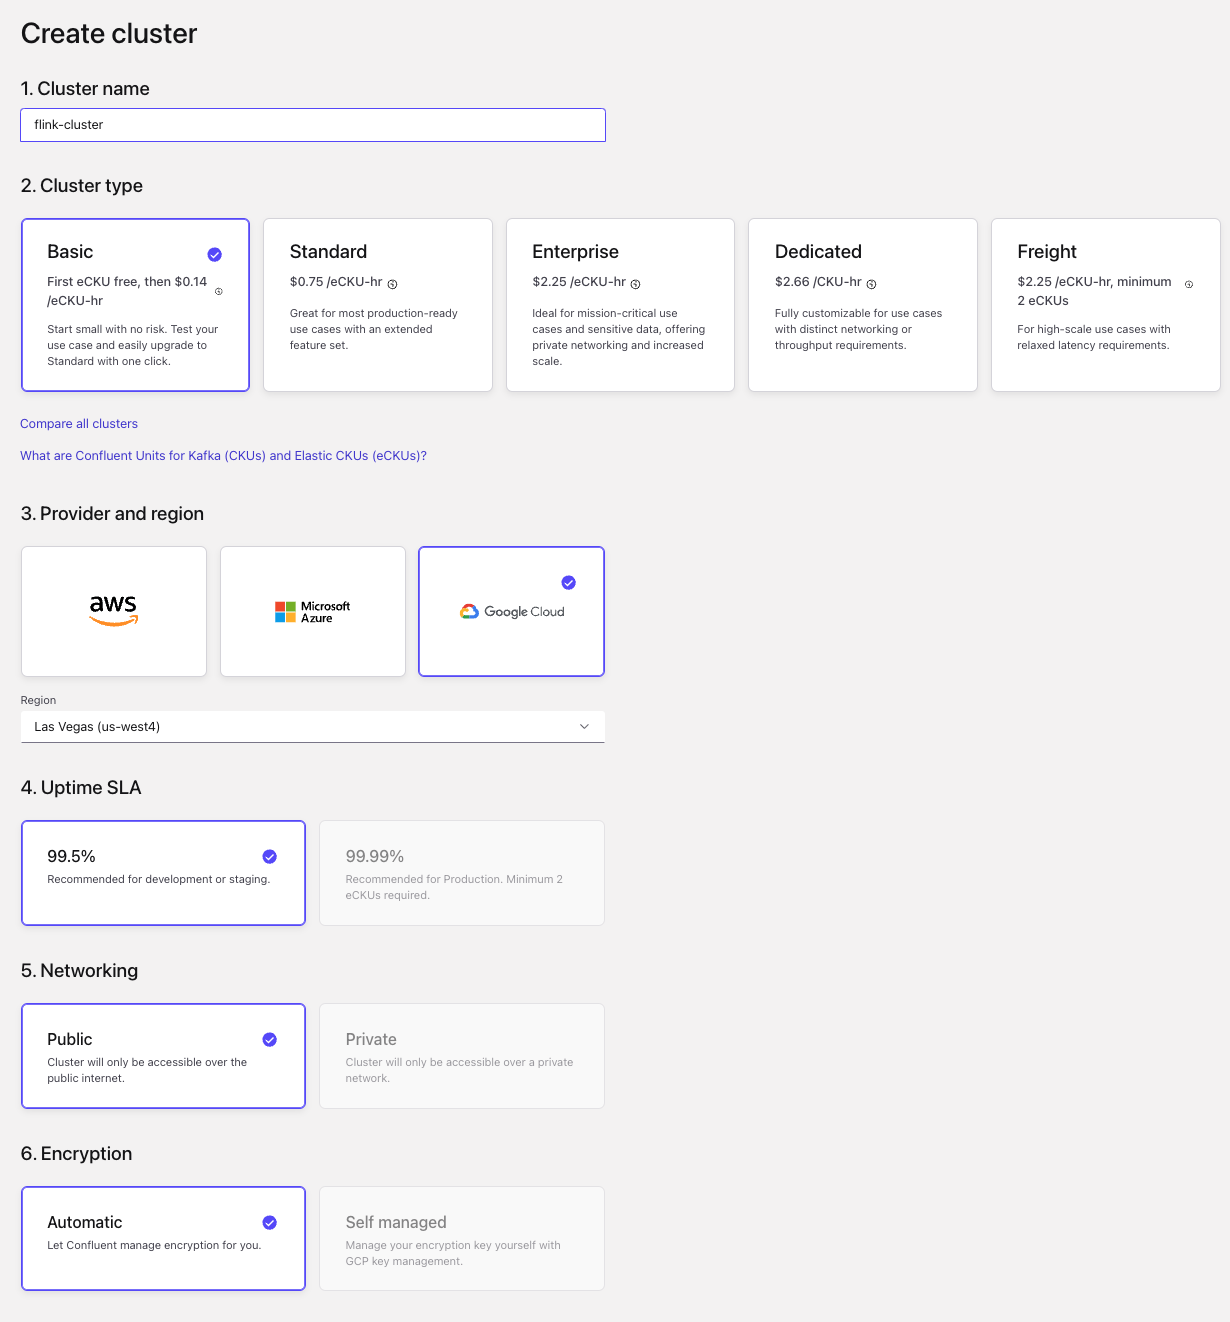 Create cluster
1. Cluster name
flink-cluster
2. Cluster type
Basic
First eCKU free, then $0.14
/eCKU-hr
Start small with no risk. Test your
use case and easily upgrade to
Standard with one click.
Standard
$0.75 /eCKU-hr
Great for most production-ready
use cases with an extended
feature set.
Enterprise
$2.25 /eCKU-hr
Ideal for mission-critical use
cases and sensitive data, offering
private networking and increased
scale.
Dedicated
$2.66 /CKU-hr
Fully customizable for use cases
with distinct networking or
throughput requirements.
Freight
$2.25 /eCKU-hr, minimum
2 eCKUs
For high-scale use cases with
relaxed latency requirements.
Compare all clusters
What are Confluent Units for Kafka (CKUs) and Elastic CKUs (eCKUs)?
3. Provider and region
aws
Microsoft
Azure
Google Cloud
Region
Las Vegas (us-west4)
4. Uptime SLA
99.5%
Recommended for development or staging.
99.99%
Recommended for Production. Minimum 2
eCKUs required.
5. Networking
Public
Cluster will only be accessible over the
public internet.
Private
Cluster will only be accessible over a private
network.
6. Encryption
Automatic
Let Confluent manage encryption for you.
Self managed
Manage your encryption key yourself with
GCP key management.